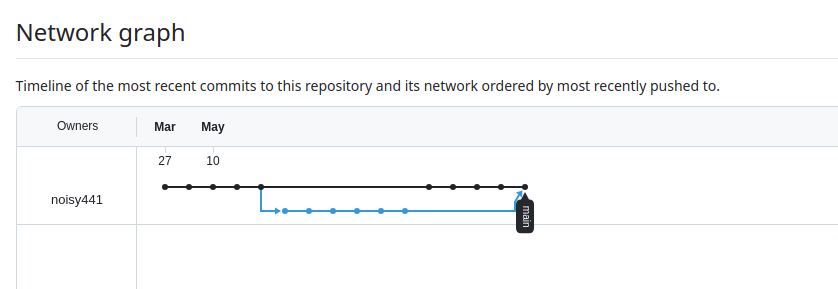 Network graph
Timeline of the most recent commits to this repository and its network ordered by most recently pushed to.
Owners Mar May
27 10
noisy441
main